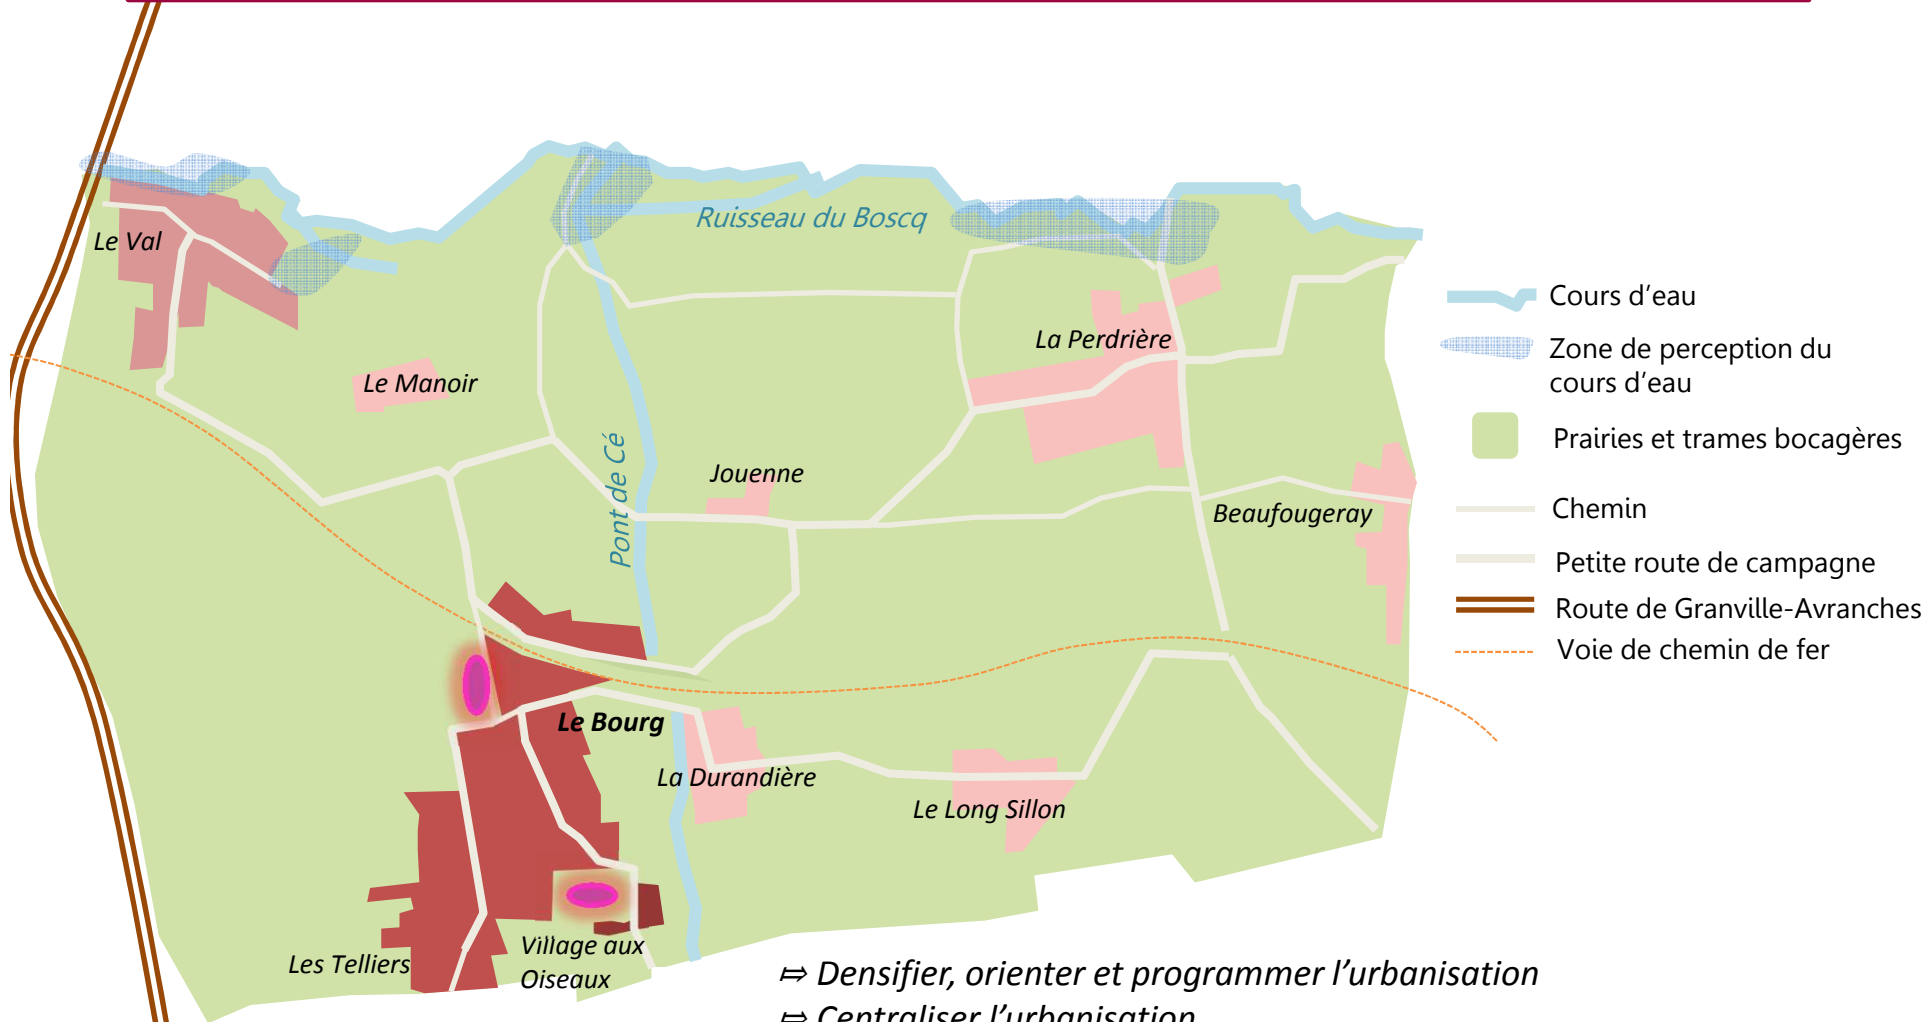 Le Val
Ruisseau du Boscq
La Perdrière
Le Manoir
Pont de Cé
Jouenne
Beaufougeray
Le Bourg
La Durandière
Le Long Sillon
Les Telliers
Village aux
Oiseaux
Cours d'eau
Zone de perception du
cours d'eau
Prairies et trames bocagères
Chemin
Petite route de campagne
Route de Granville-Avranches
Voie de chemin de fer
⇨ Densifier, orienter et programmer l'urbanisation
⇨ Centraliser l'urbanisation